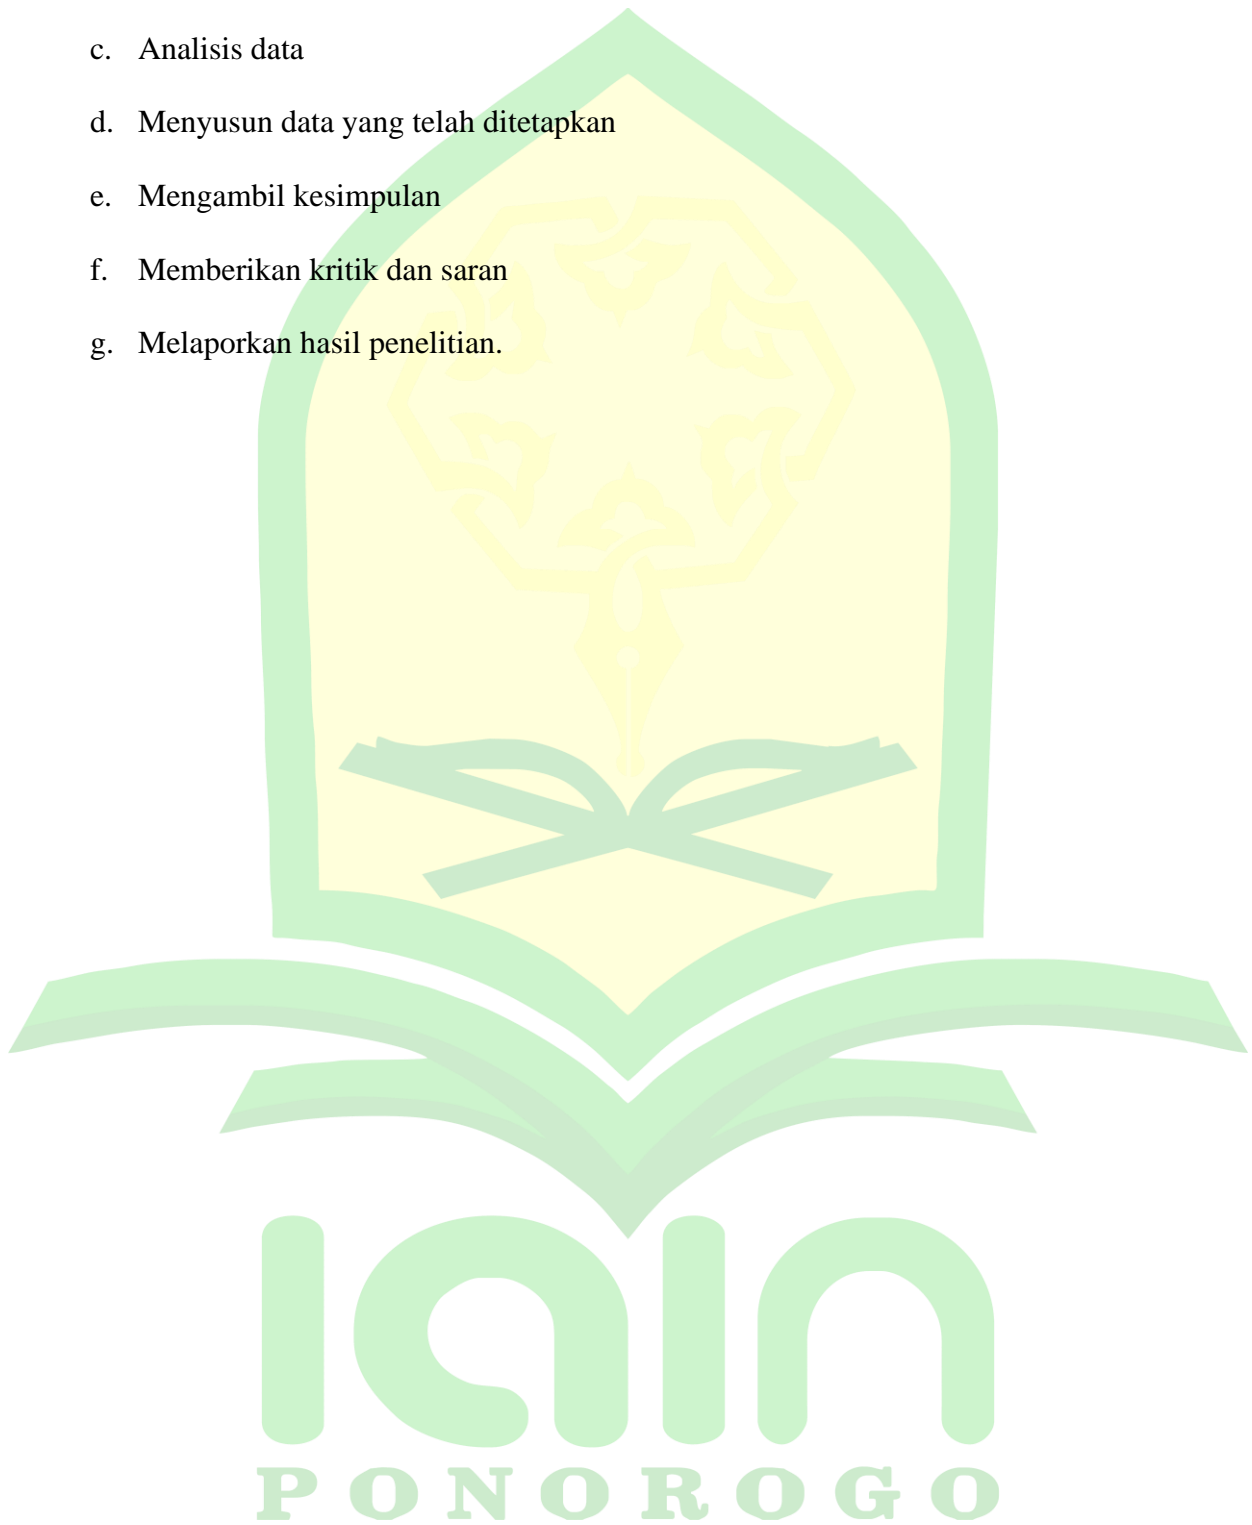 c. Analisis data
d. Menyusun data yang telah ditetapkan
e. Mengambil kesimpulan
f. Memberikan kritik dan saran
g. Melaporkan hasil penelitian.
IAIN
PONOROGO